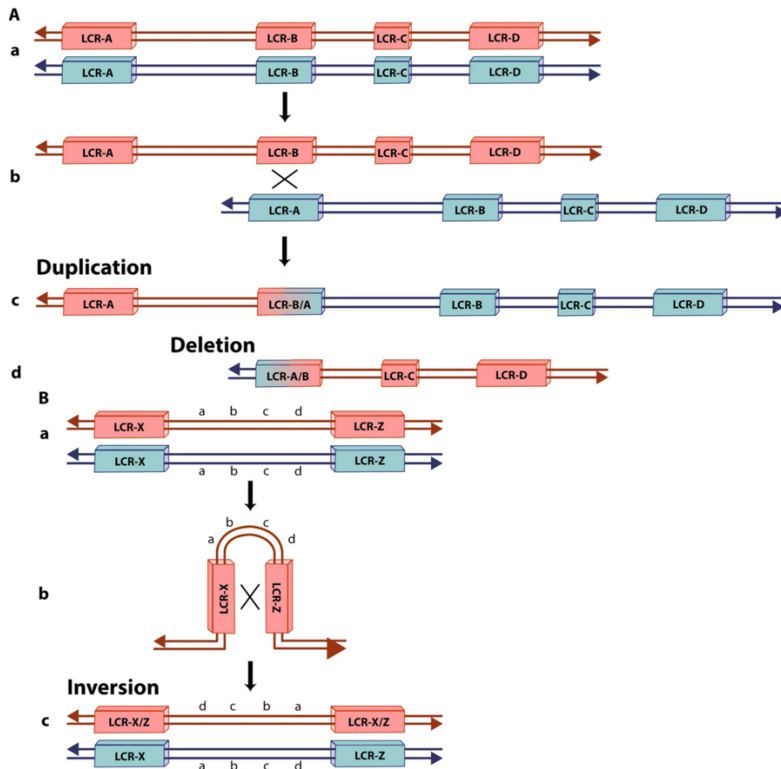 A
LCR-A LCR-B LCR-C LCR-D
a
LCR-A LCR-B LCR-C LCR-D
LCR-A LCR-B LCR-C LCR-D
b
LCR-A LCR-B LCR-C LCR-D
Duplication
c LCR-A LCR-B/A LCR-B LCR-C LCR-D
Deletion
d LCR-A/B LCR-C LCR-D
B
a b c d
LCR-X LCR-Z
a
LCR-X LCR-Z
a b c d
b c
a d
LCR-X LCR-Z
b
Inversion
d c b a
c LCR-X/Z LCR-X/Z
LCR-X LCR-Z
a b c d